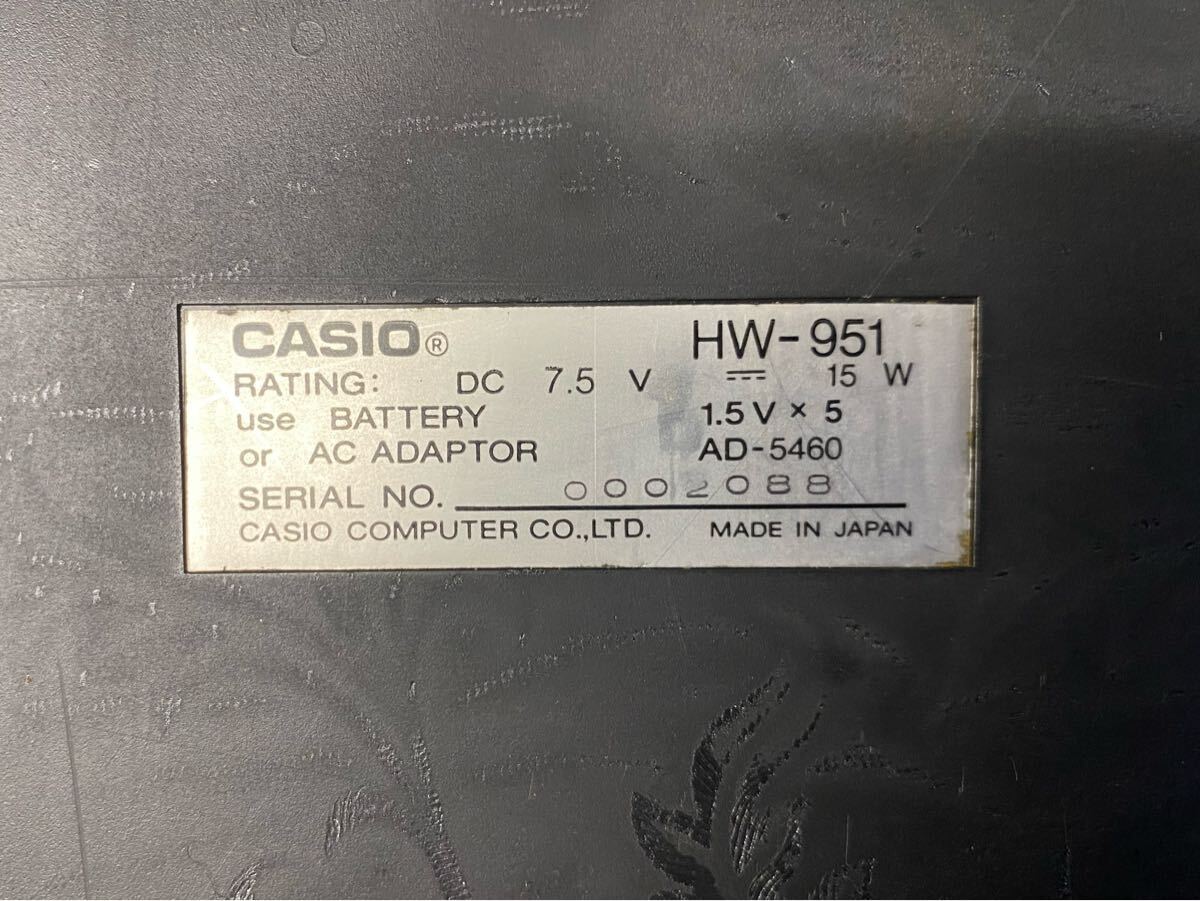 CASIO® HW-951
RATING: DC 7.5 V ⎓ 15 W
use BATTERY 1.5 V × 5
or AC ADAPTOR AD-5460
SERIAL NO. 0002088
CASIO COMPUTER CO.,LTD. MADE IN JAPAN